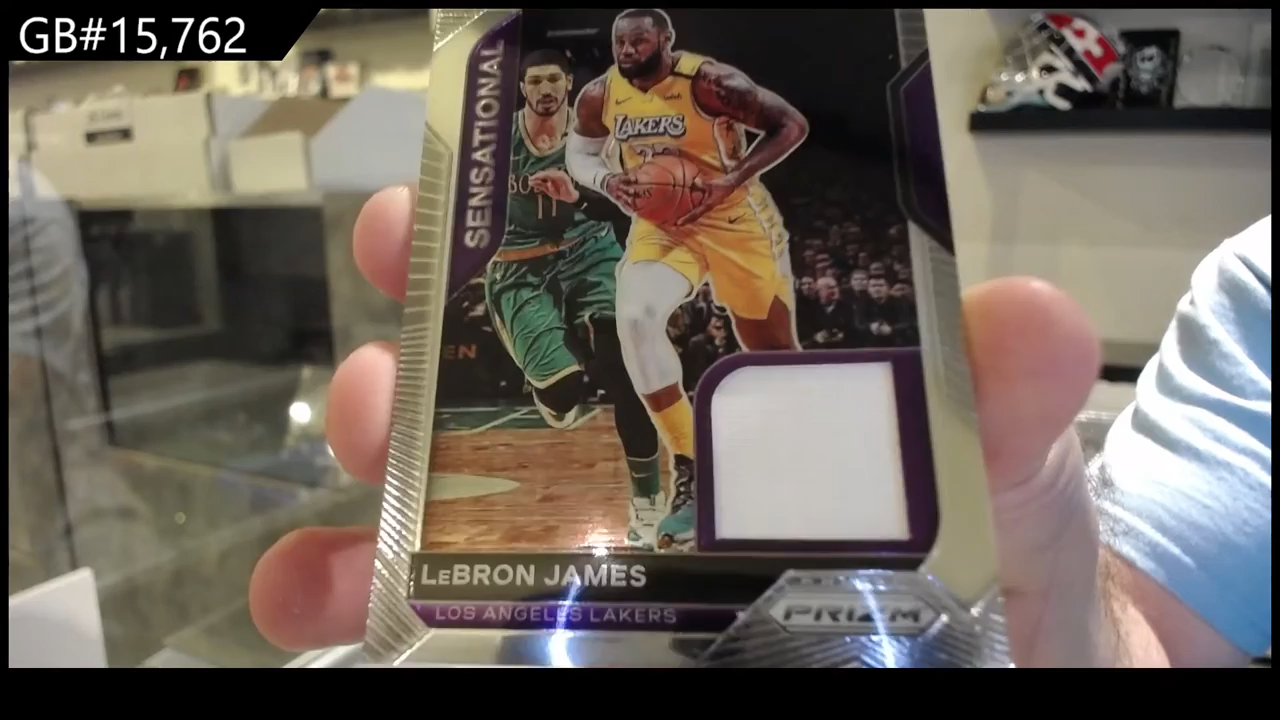 GB#15,762
SENSATIONAL
LAKERS
11
LeBRON JAMES
LOS ANGELES LAKERS
PRIZM